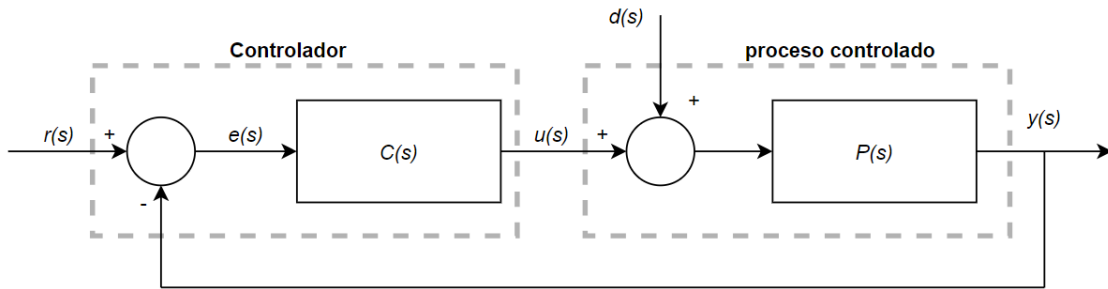 d(s)
Controlador
proceso controlado
r(s)
+
e(s)
C(s)
u(s)
+
+
P(s)
y(s)
-